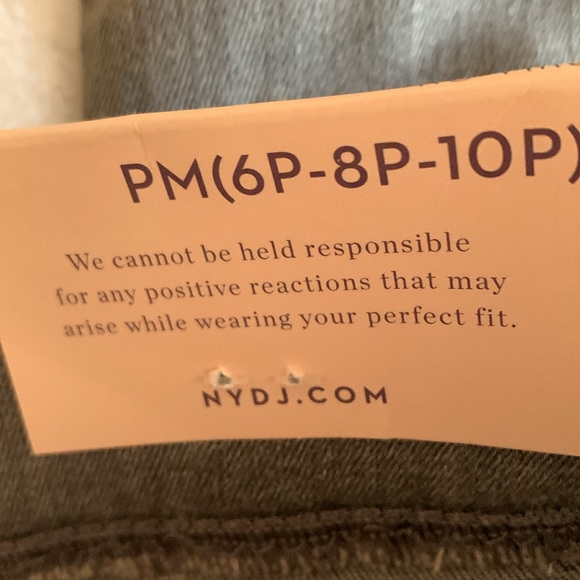 PM(6P-8P-10P)
We cannot be held responsible
for any positive reactions that may
arise while wearing your perfect fit.
NYDJ.COM